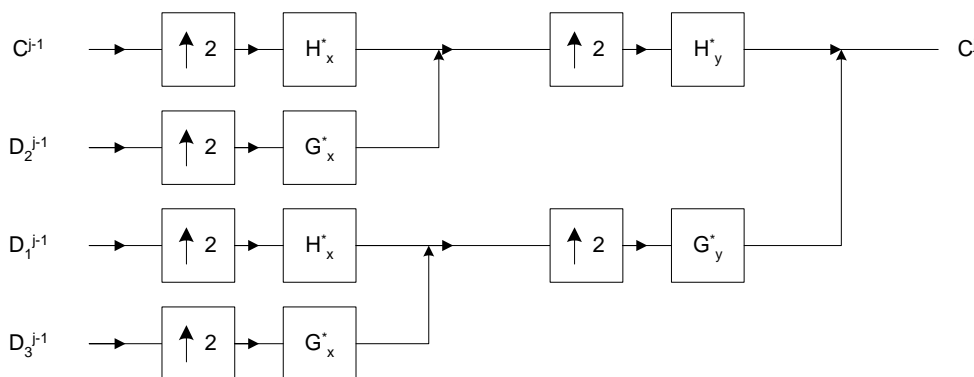 C^j-1 ↑ 2 H*x ↑ 2 H*y C
D2^j-1 ↑ 2 G*x
D1^j-1 ↑ 2 H*x ↑ 2 G*y
D3^j-1 ↑ 2 G*x